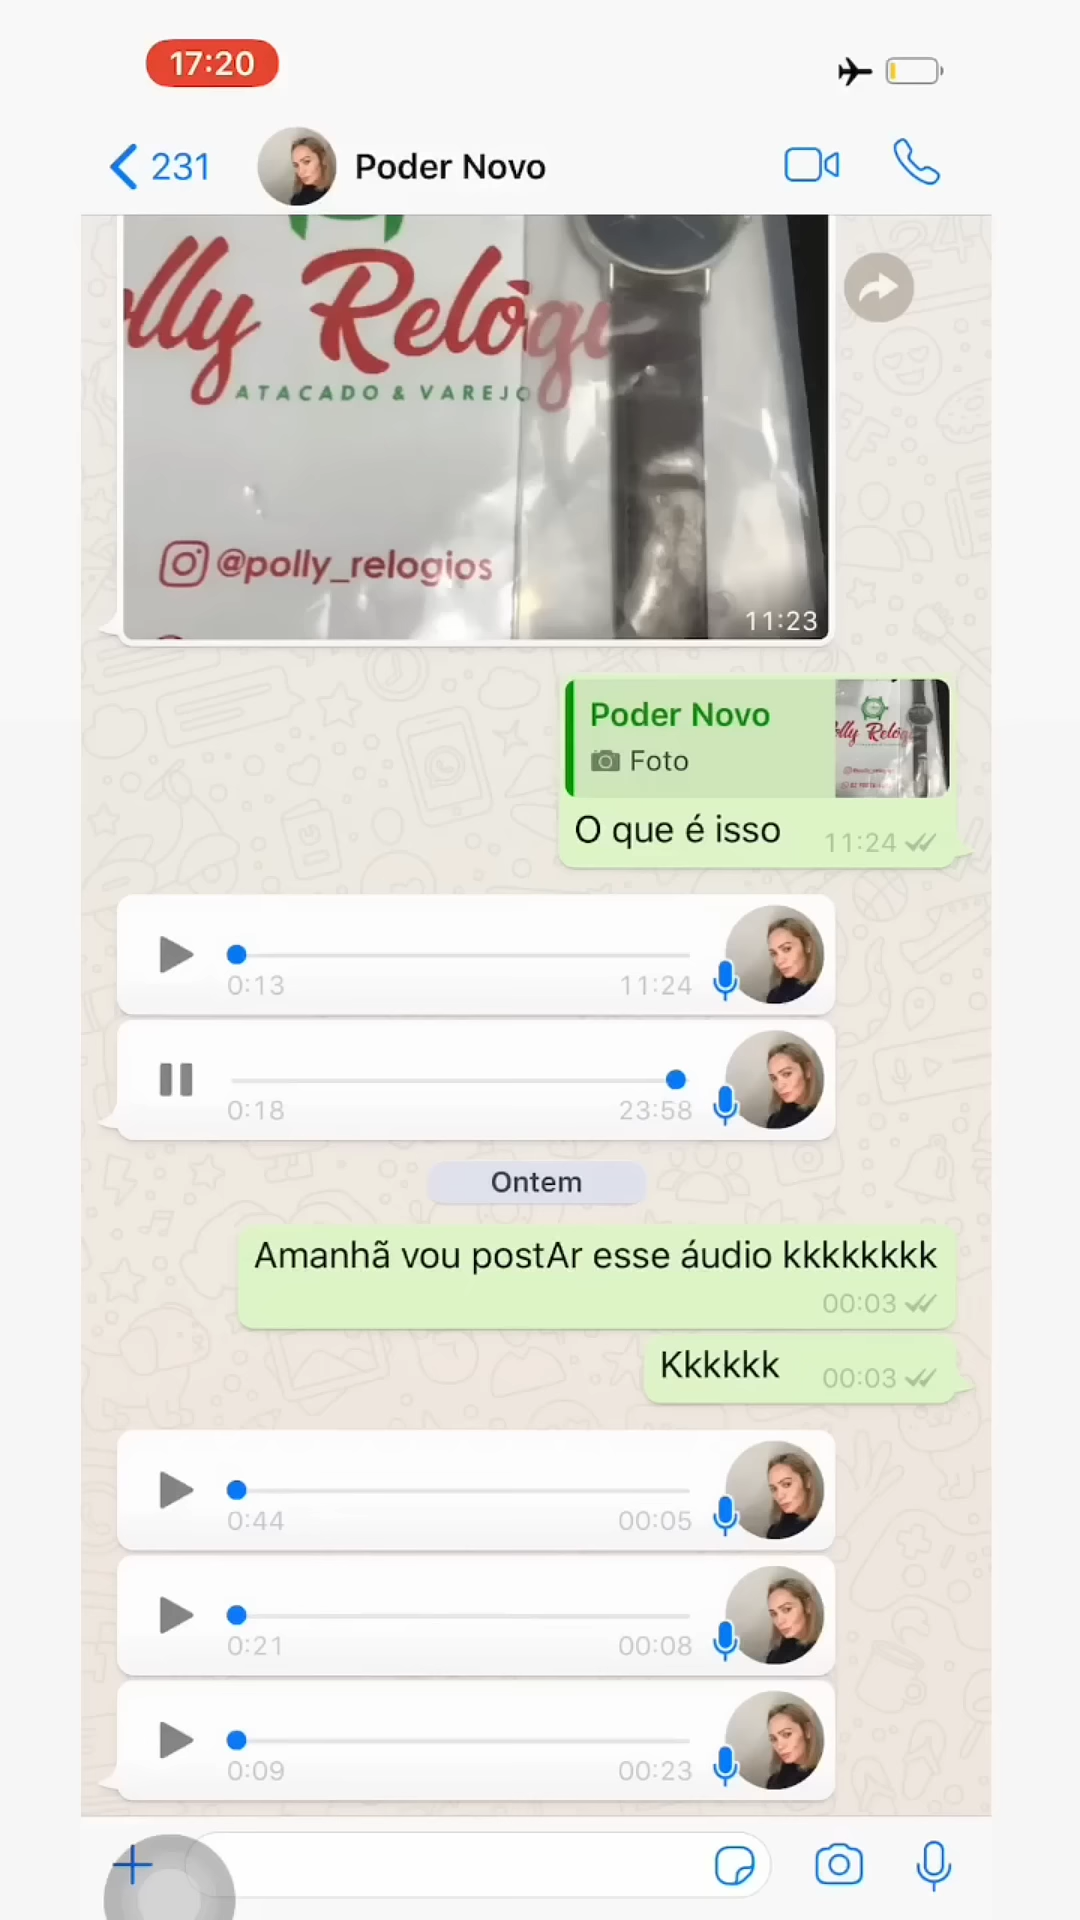 17:20
231
Poder Novo
olly Relógi
ATACADO & VAREJO
@polly_relogios
11:23
Poder Novo
Foto
O que é isso
11:24
0:13
11:24
0:18
23:58
Ontem
Amanhã vou postAr esse áudio kkkkkkkk
00:03
Kkkkkk
00:03
0:44
00:05
0:21
00:08
0:09
00:23